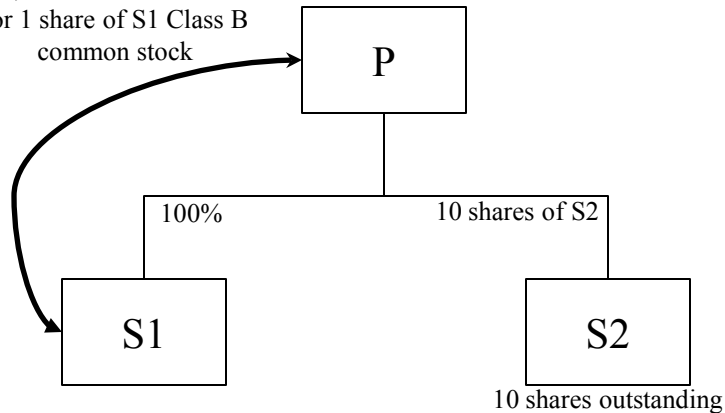 or 1 share of S1 Class B
common stock
P
100%
10 shares of S2
S1
S2
10 shares outstanding